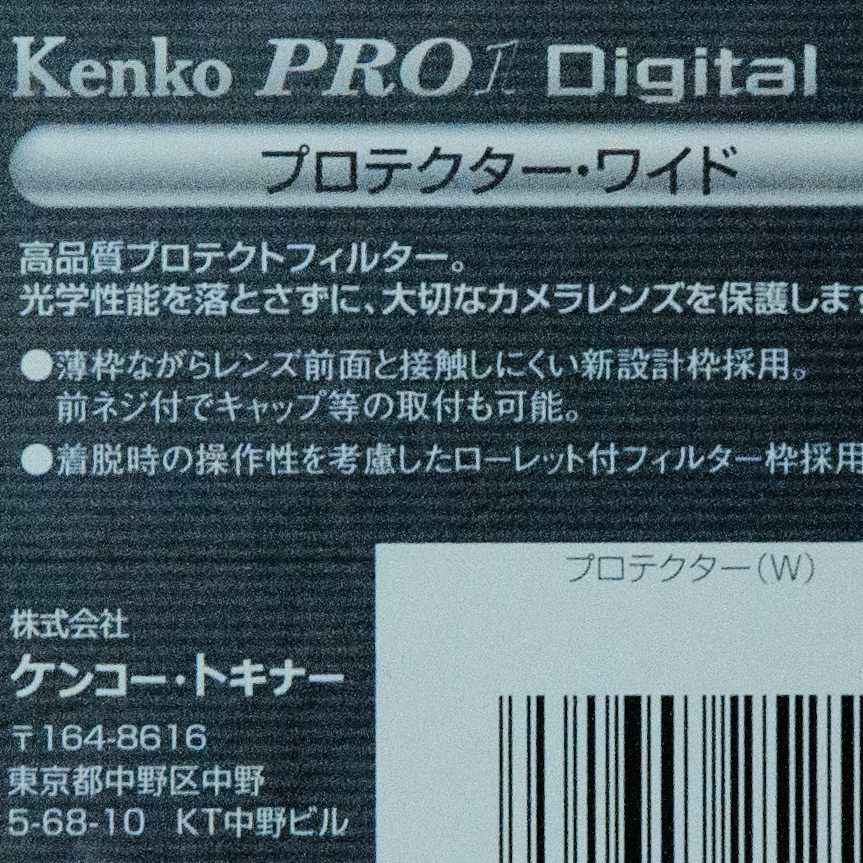 Kenko PRO1 Digital
プロテクター・ワイド
高品質プロテクトフィルター。
光学性能を落とさずに、大切なカメラレンズを保護しま
●薄枠ながらレンズ前面と接触しにくい新設計枠採用。
前ネジ付でキャップ等の取付も可能。
●着脱時の操作性を考慮したローレット付フィルター枠採用
プロテクター(W)
株式会社
ケンコー・トキナー
〒164-8616
東京都中野区中野
5-68-10 KT中野ビル